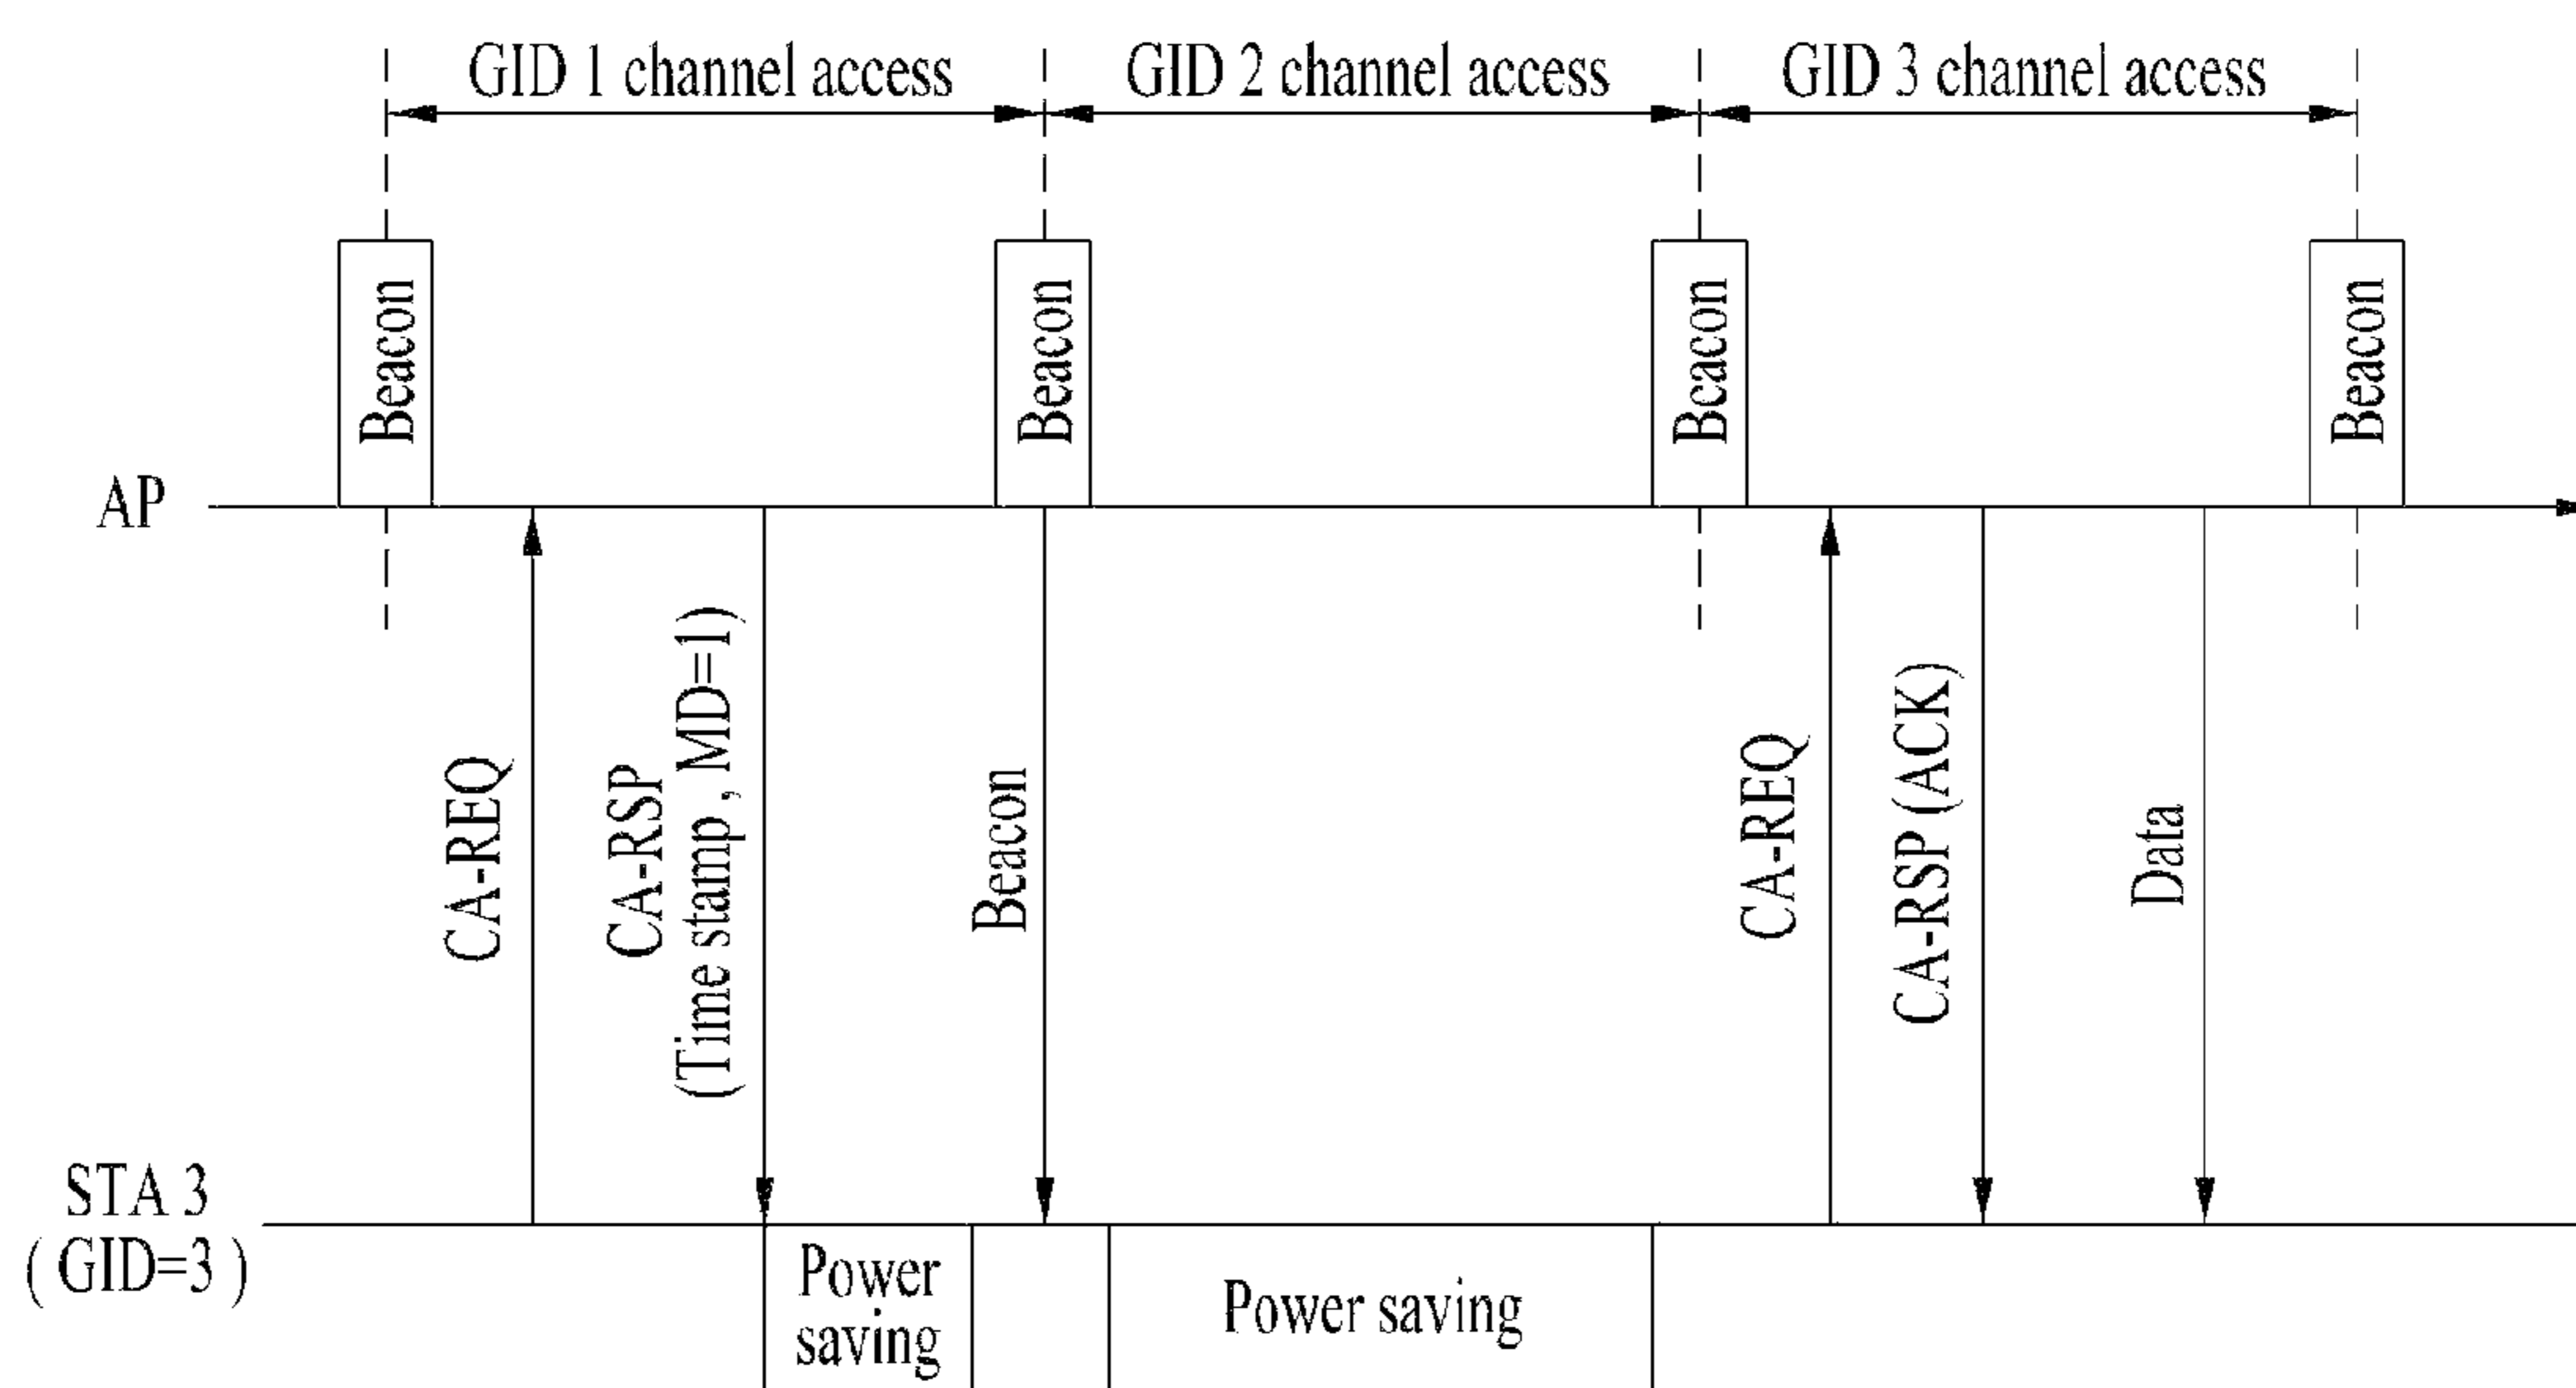 GID 1 channel access
GID 2 channel access
GID 3 channel access
Beacon
Beacon
Beacon
Beacon
AP
CA-REQ
CA-RSP
(Time stamp , MD=1)
Beacon
CA-REQ
CA-RSP (ACK)
Data
STA 3
( GID=3 )
Power
saving
Power saving